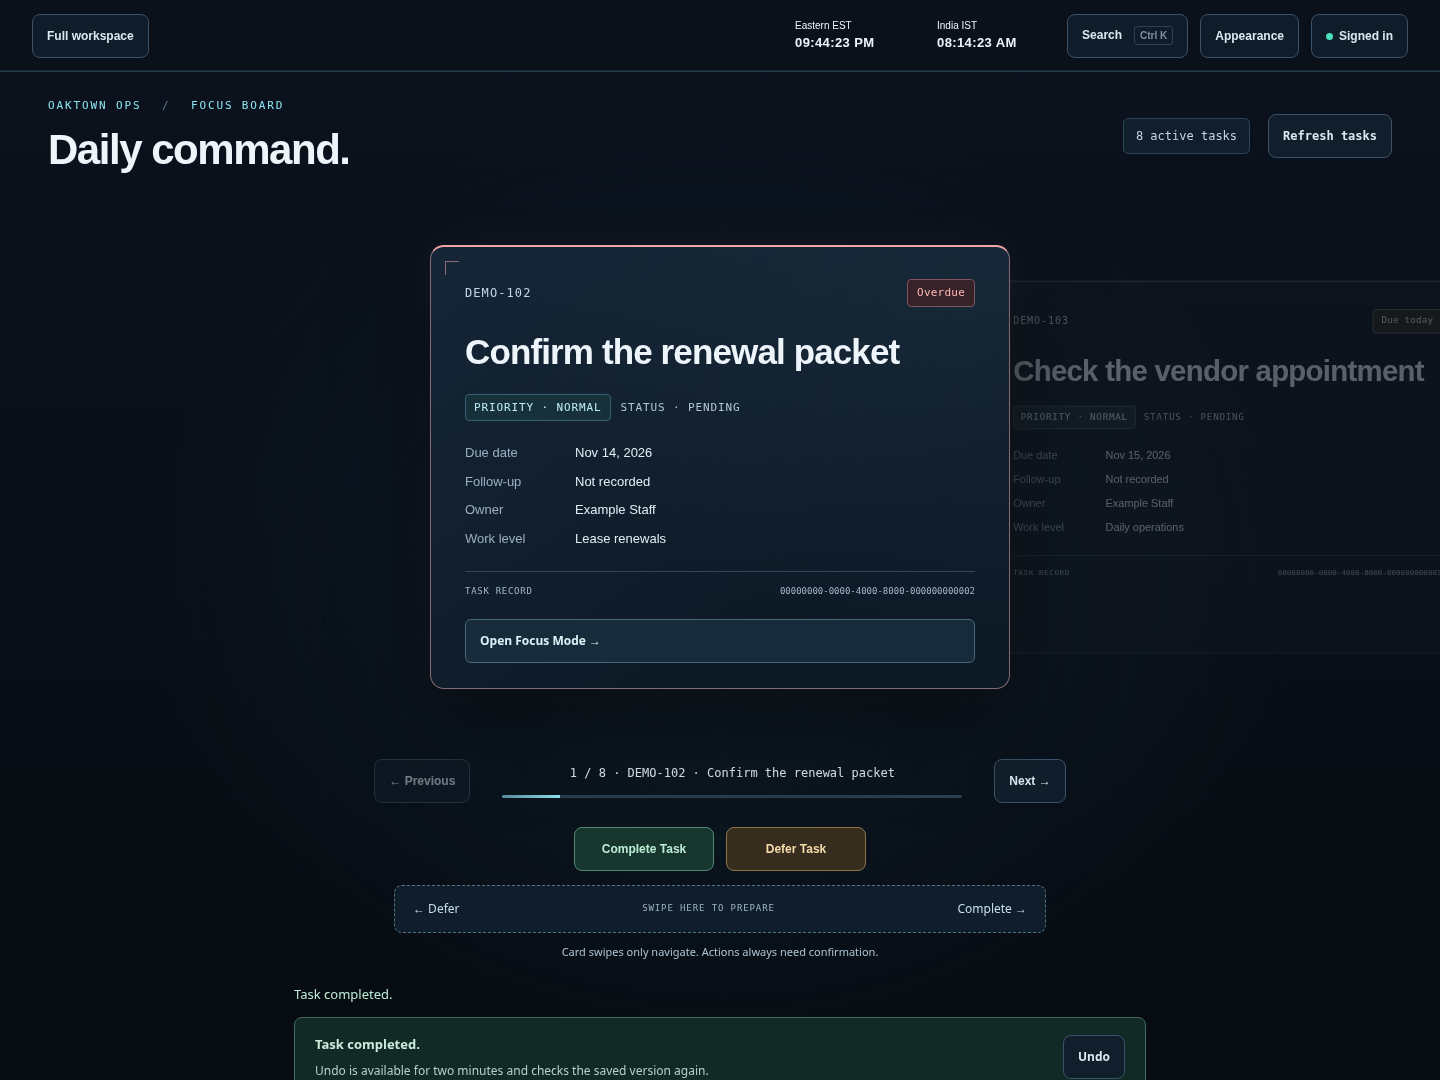 Full workspace
Eastern EST
09:44:23 PM
India IST
08:14:23 AM
Search Ctrl K
Appearance
Signed in
OAKTOWN OPS / FOCUS BOARD
Daily command.
8 active tasks
Refresh tasks
DEMO-102
Overdue
Confirm the renewal packet
PRIORITY · NORMAL STATUS · PENDING
Due date Nov 14, 2026
Follow-up Not recorded
Owner Example Staff
Work level Lease renewals
TASK RECORD 00000000-0000-4000-8000-000000000002
Open Focus Mode →
DEMO-103
Due today
Check the vendor appointment
PRIORITY · NORMAL STATUS · PENDING
Due date Nov 15, 2026
Follow-up Not recorded
Owner Example Staff
Work level Daily operations
TASK RECORD 00000000-0000-4000-8000-000000000003
← Previous
1 / 8 · DEMO-102 · Confirm the renewal packet
Next →
Complete Task
Defer Task
← Defer SWIPE HERE TO PREPARE Complete →
Card swipes only navigate. Actions always need confirmation.
Task completed.
Task completed.
Undo is available for two minutes and checks the saved version again.
Undo